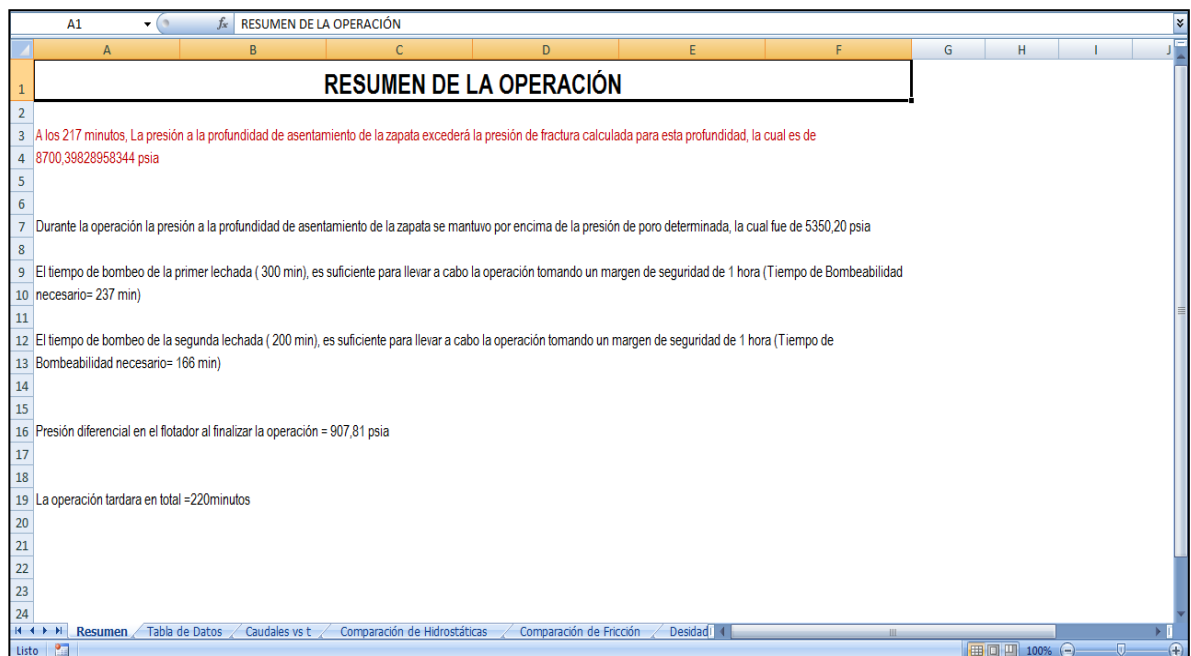 A1 fx RESUMEN DE LA OPERACIÓN
A B C D E F G H I J
1 RESUMEN DE LA OPERACIÓN
2
3 A los 217 minutos, La presión a la profundidad de asentamiento de la zapata excederá la presión de fractura calculada para esta profundidad, la cual es de
4 8700,39828958344 psia
5
6
7 Durante la operación la presión a la profundidad de asentamiento de la zapata se mantuvo por encima de la presión de poro determinada, la cual fue de 5350,20 psia
8
9 El tiempo de bombeo de la primer lechada ( 300 min), es suficiente para llevar a cabo la operación tomando un margen de seguridad de 1 hora (Tiempo de Bombeabilidad
10 necesario= 237 min)
11
12 El tiempo de bombeo de la segunda lechada ( 200 min), es suficiente para llevar a cabo la operación tomando un margen de seguridad de 1 hora (Tiempo de
13 Bombeabilidad necesario= 166 min)
14
15
16 Presión diferencial en el flotador al finalizar la operación = 907,81 psia
17
18
19 La operación tardara en total =220minutos
20
21
22
23
24
Resumen Tabla de Datos Caudales vs t Comparación de Hidrostáticas Comparación de Fricción Desidad
Listo 100%